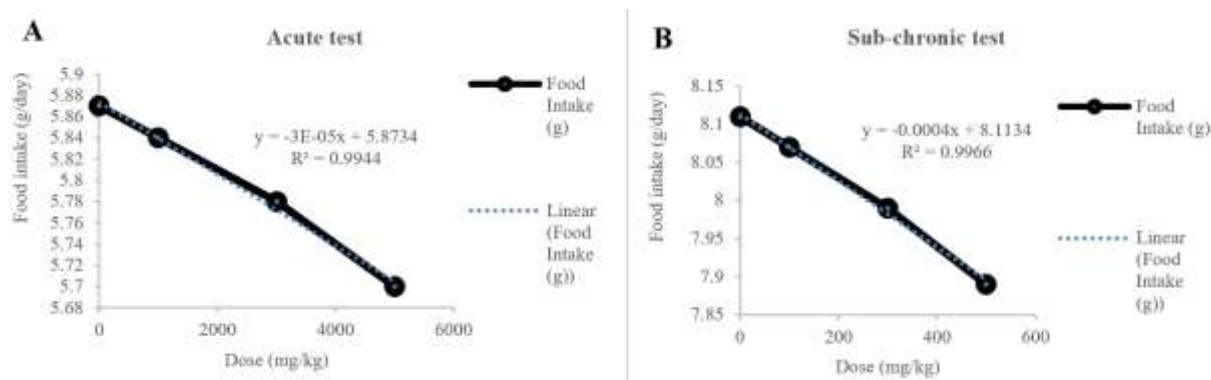 A
Acute test
Food intake (g/day)
5.9
5.88
5.86
5.84
5.82
5.8
5.78
5.76
5.74
5.72
5.7
5.68
0
2000
4000
6000
Dose (mg/kg)
y = -3E-05x + 5.8734
R² = 0.9944
Food
Intake
(g)
Linear
(Food
Intake
(g))
B
Sub-chronic test
Food intake (g/day)
8.15
8.1
8.05
8
7.95
7.9
7.85
0
200
400
600
Dose (mg/kg)
y = -0.0004x + 8.1134
R² = 0.9966
Food
Intake (g)
Linear
(Food
Intake
(g))